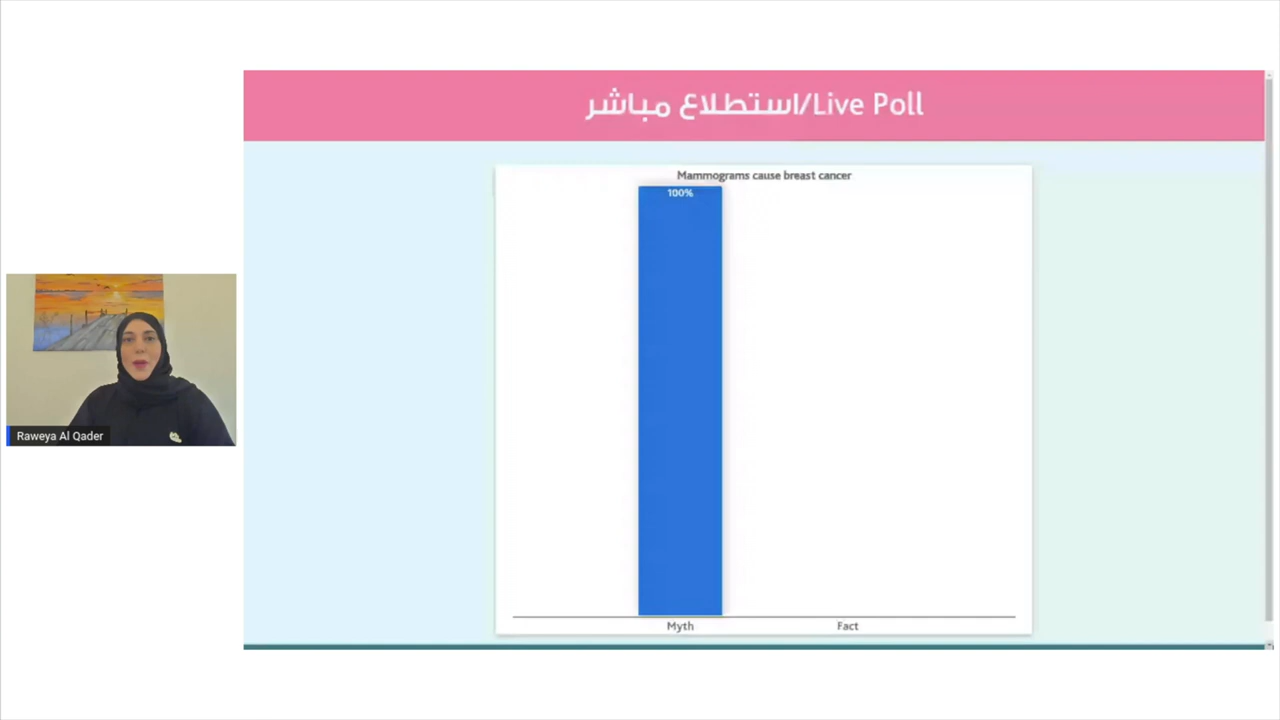 استطلاع مباشر/Live Poll
Mammograms cause breast cancer
100%
Myth
Fact
Raweya Al Qader